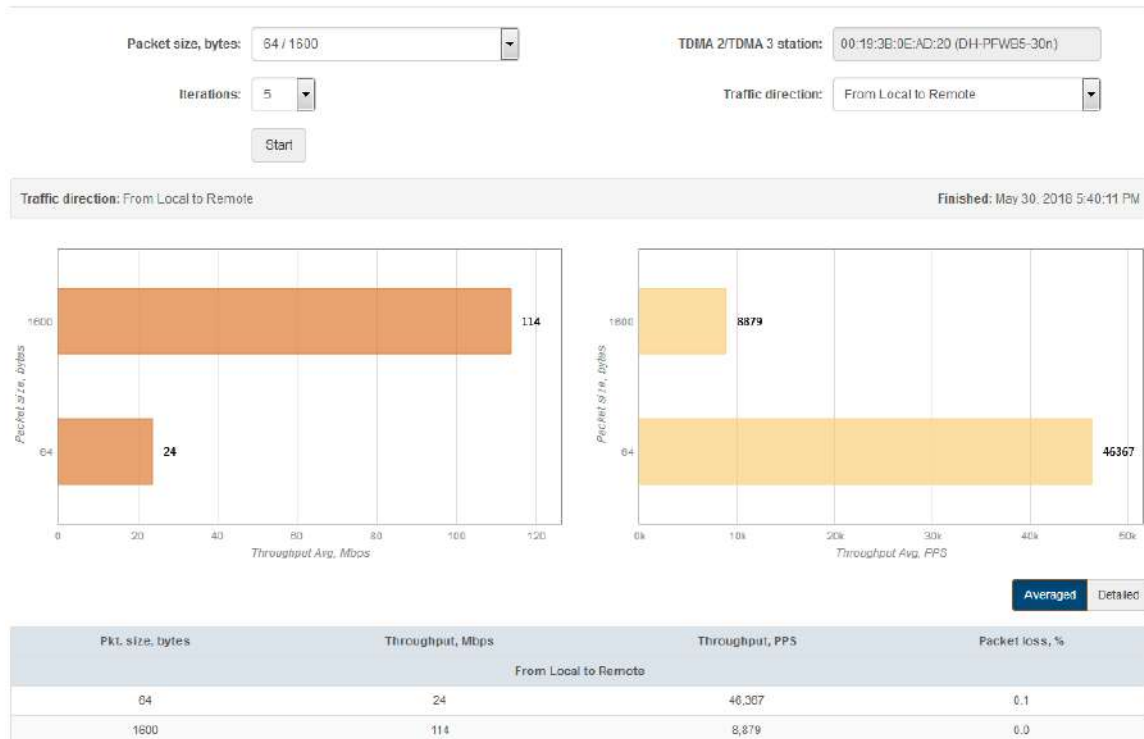 Packet size, bytes: 64 / 1600 TDMA 2/TDMA 3 station: 00:19:3B:0E:AD:20 (DH-PFWB5-30n)
Iterations: 5 Traffic direction: From Local to Remote
Start
Traffic direction: From Local to Remote Finished: May 30, 2018 5:40:11 PM
Packet size, bytes
1600 114
64 24
0 20 40 60 80 100 120
Throughput Avg, Mbps
Packet size, bytes
1600 8879
64 46367
0k 10k 20k 30k 40k 50k
Throughput Avg, PPS
Averaged Detailed
Pkt. size, bytes Throughput, Mbps Throughput, PPS Packet loss, %
From Local to Remote
64 24 46,367 0.1
1600 114 8,879 0.0